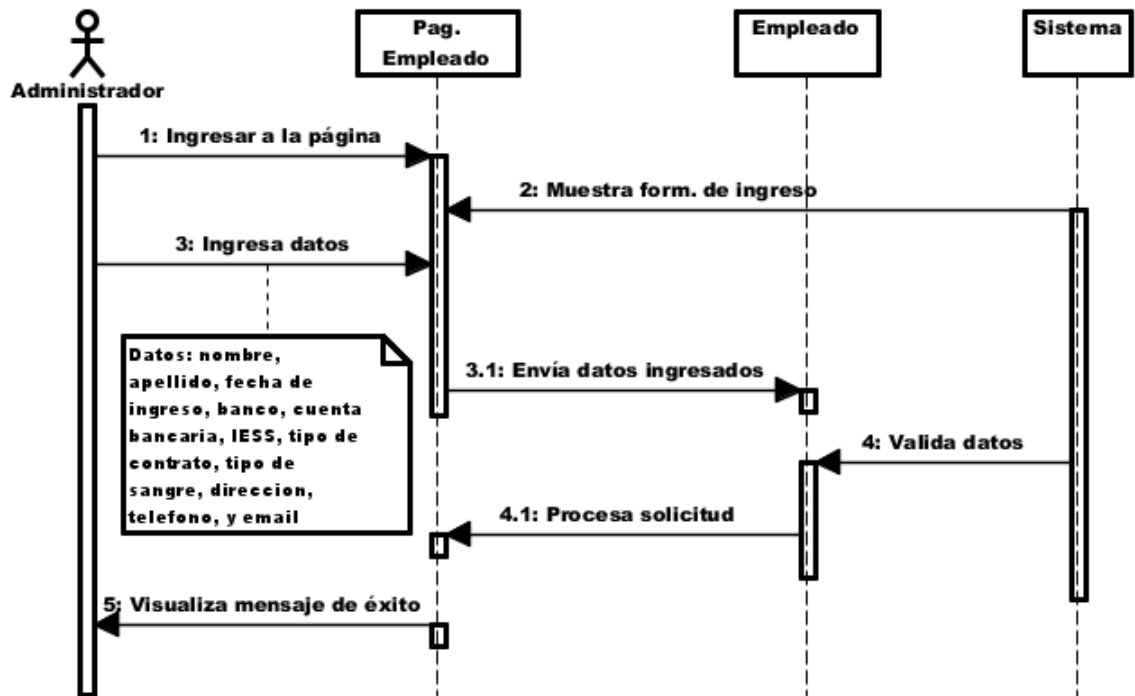 Pag.
Empleado
Empleado
Sistema
Administrador
1: Ingresar a la página
2: Muestra form. de ingreso
3: Ingresa datos
Datos: nombre,
apellido, fecha de
ingreso, banco, cuenta
bancaria, IESS, tipo de
contrato, tipo de
sangre, direccion,
telefono, y email
3.1: Envía datos ingresados
4: Valida datos
4.1: Procesa solicitud
5: Visualiza mensaje de éxito